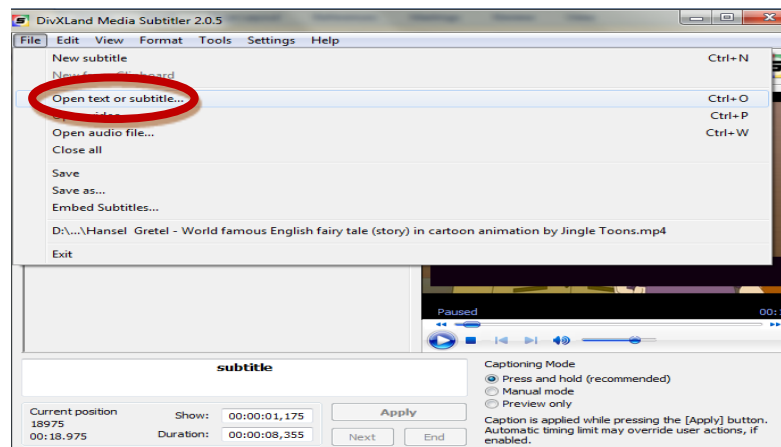 DivXLand Media Subtitler 2.0.5
File Edit View Format Tools Settings Help
New subtitle Ctrl+N
New from Clipboard
Open text or subtitle... Ctrl+O
Open video... Ctrl+P
Open audio file... Ctrl+W
Close all
Save
Save as...
Embed Subtitles...
D:\...\Hansel Gretel - World famous English fairy tale (story) in cartoon animation by Jingle Toons.mp4
Exit
Paused
subtitle
Current position
18975
00:18.975
Show: 00:00:01,175
Duration: 00:00:08,355
Apply
Next End
Captioning Mode
Press and hold (recommended)
Manual mode
Preview only
Caption is applied while pressing the [Apply] button.
Automatic timing limit may override user actions, if
enabled.